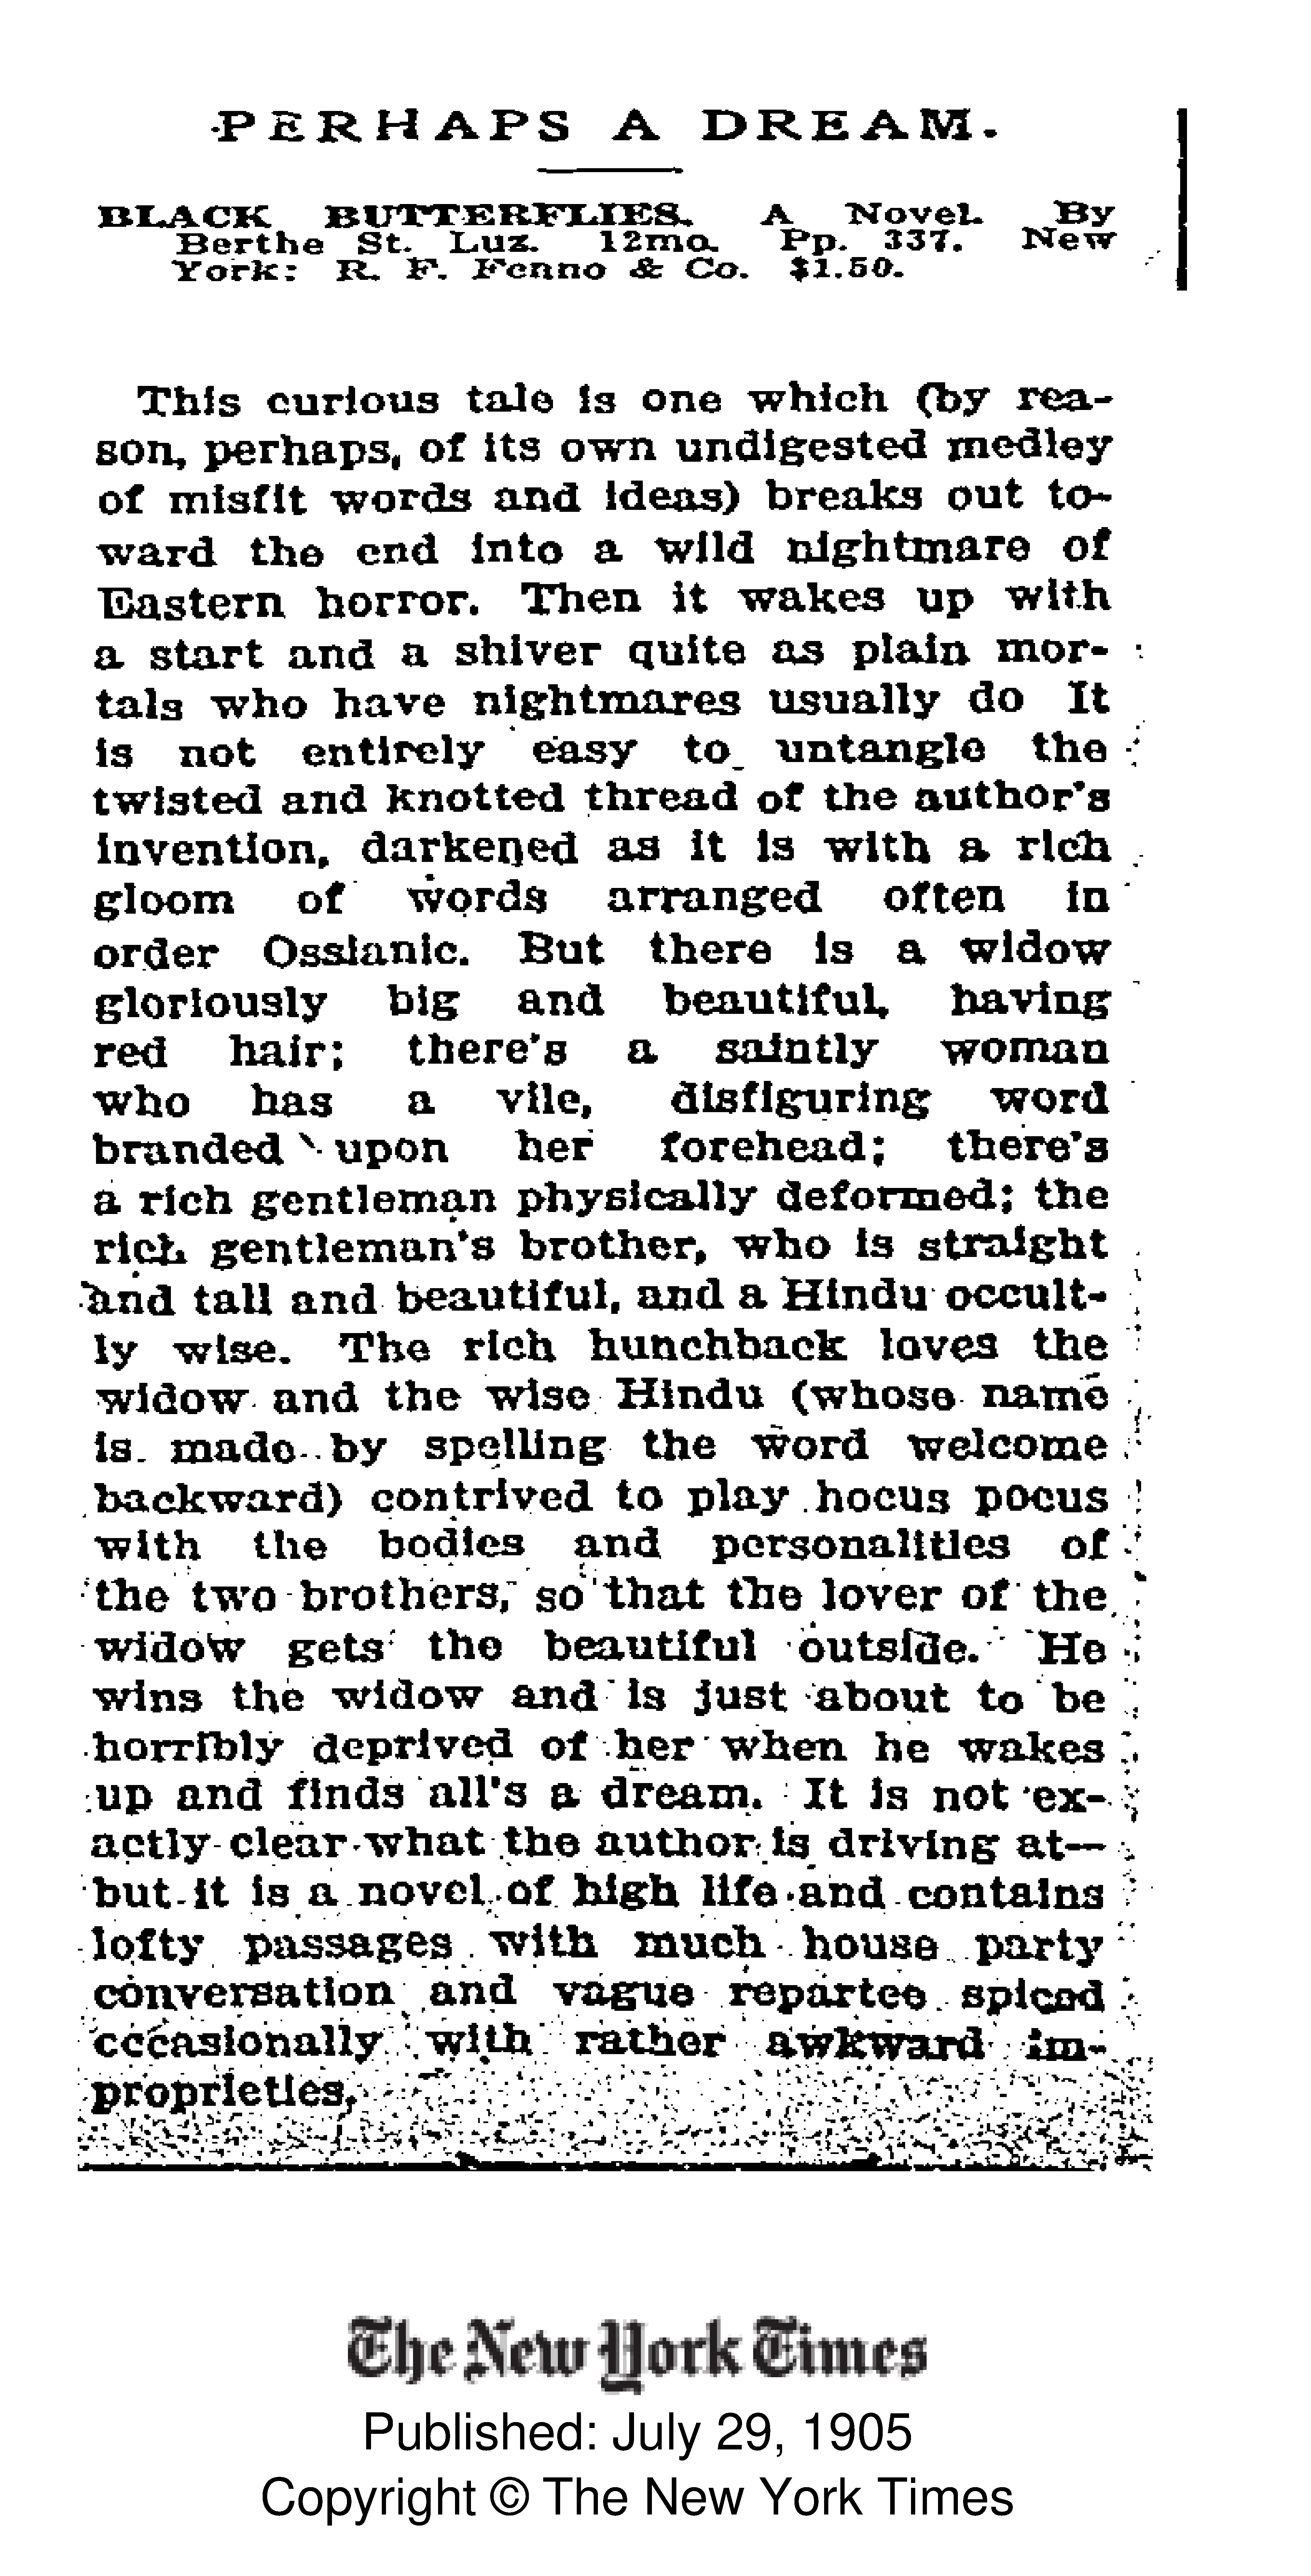 PERHAPS A DREAM.
BLACK BUTTERFLIES. A Novel. By
Berthe St. Luz. 12mo. Pp. 337. New
York: R. F. Fenno & Co. $1.50.
This curious tale is one which (by rea-
son, perhaps, of its own undigested medley
of misfit words and ideas) breaks out to-
ward the end into a wild nightmare of
Eastern horror. Then it wakes up with
a start and a shiver quite as plain mor-
tals who have nightmares usually do It
is not entirely easy to untangle the
twisted and knotted thread of the author's
invention, darkened as it is with a rich
gloom of words arranged often in
order Ossianic. But there is a widow
gloriously big and beautiful, having
red hair; there's a saintly woman
who has a vile, disfiguring word
branded upon her forehead; there's
a rich gentleman physically deformed; the
rich gentleman's brother, who is straight
and tall and beautiful, and a Hindu occult-
ly wise. The rich hunchback loves the
widow and the wise Hindu (whose name
is made by spelling the word welcome
backward) contrived to play hocus pocus
with the bodies and personalities of
the two brothers, so that the lover of the
widow gets the beautiful outside. He
wins the widow and is just about to be
horribly deprived of her when he wakes
up and finds all's a dream. It is not ex-
actly clear what the author is driving at—
but it is a novel of high life and contains
lofty passages with much house party
conversation and vague repartee spiced
occasionally with rather awkward im-
proprieties.
The New York Times
Published: July 29, 1905
Copyright © The New York Times